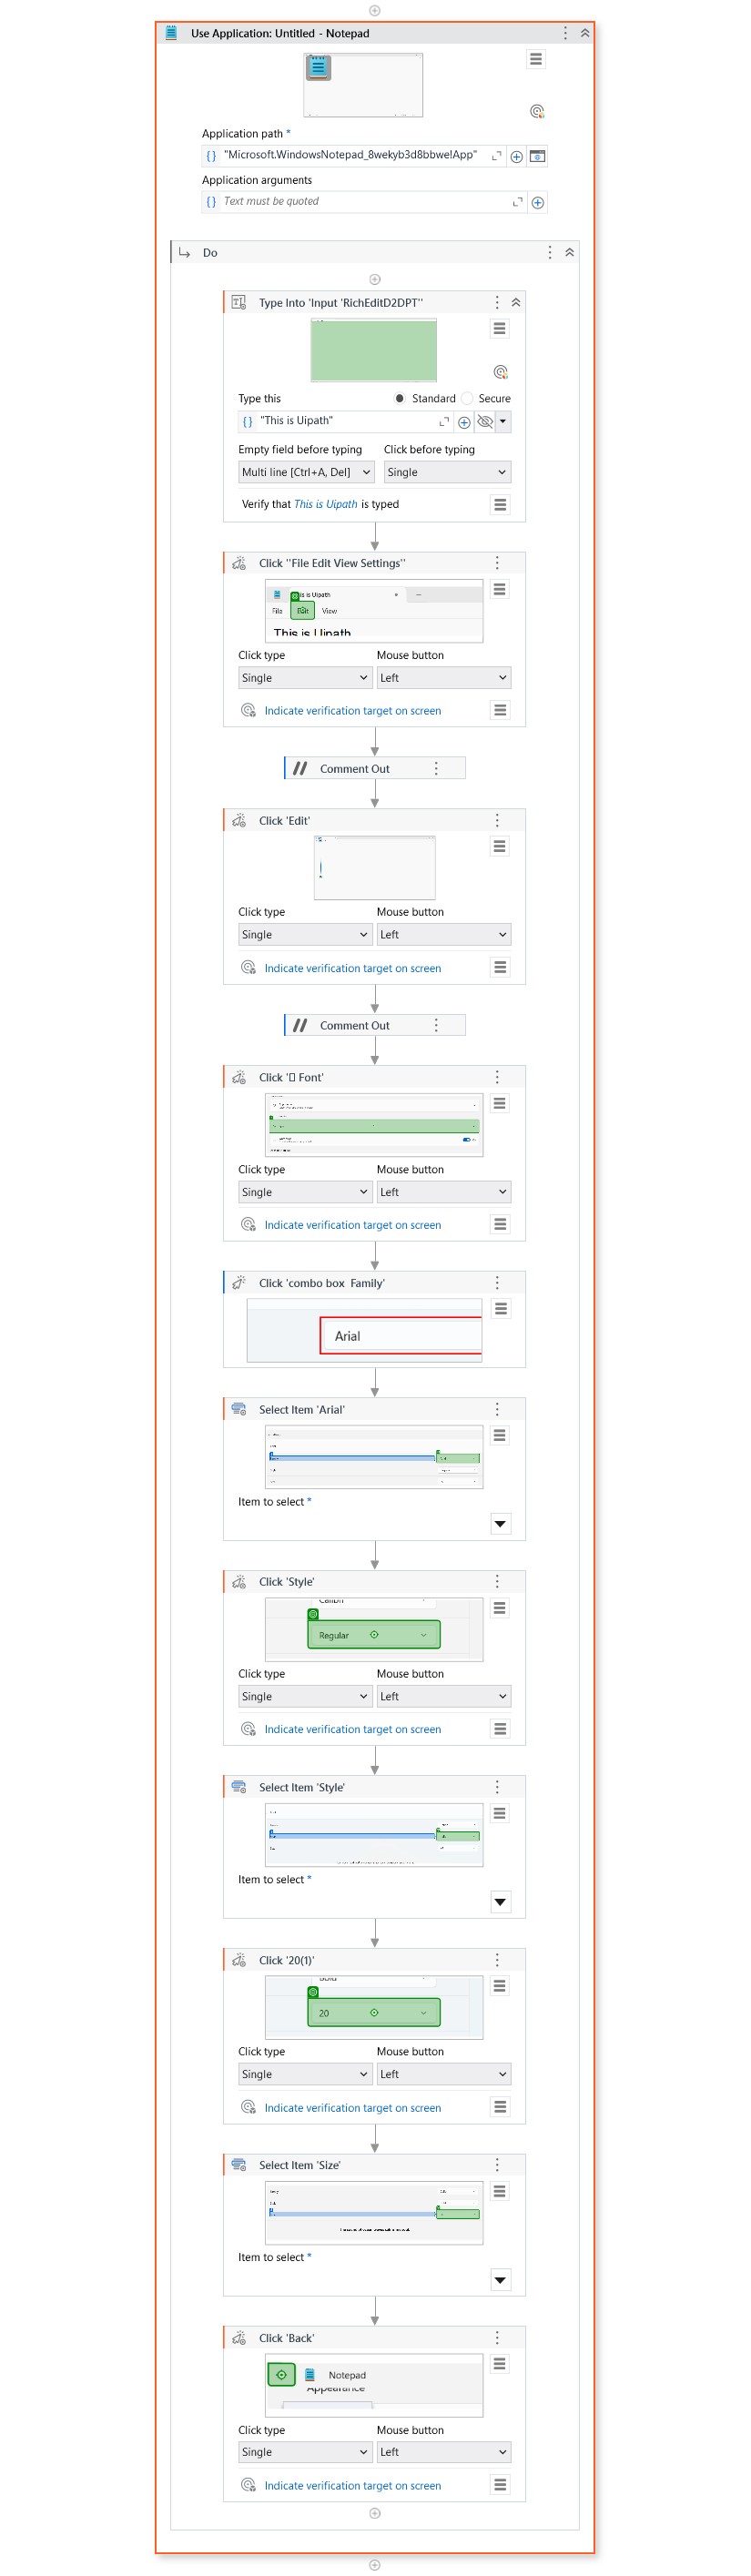 Use Application: Untitled - Notepad
Application path *
"Microsoft.WindowsNotepad_8wekyb3d8bbwe!App"
Application arguments
Text must be quoted
Do
Type Into 'Input 'RichEditD2DPT''
Type this
Standard Secure
"This is Uipath"
Empty field before typing Click before typing
Multi line [Ctrl+A, Del] Single
Verify that This is Uipath is typed
Click ''File Edit View Settings''
is is Uipath
File Edit View
This is Uipath
Click type Mouse button
Single Left
Indicate verification target on screen
// Comment Out
Click 'Edit'
Click type Mouse button
Single Left
Indicate verification target on screen
// Comment Out
Click '▯ Font'
Click type Mouse button
Single Left
Indicate verification target on screen
Click 'combo box  Family'
Arial
Select Item 'Arial'
Item to select *
Click 'Style'
Calibri
Regular
Click type Mouse button
Single Left
Indicate verification target on screen
Select Item 'Style'
Item to select *
Click '20(1)'
Bold
20
Click type Mouse button
Single Left
Indicate verification target on screen
Select Item 'Size'
Item to select *
Click 'Back'
Notepad
Appearance
Click type Mouse button
Single Left
Indicate verification target on screen